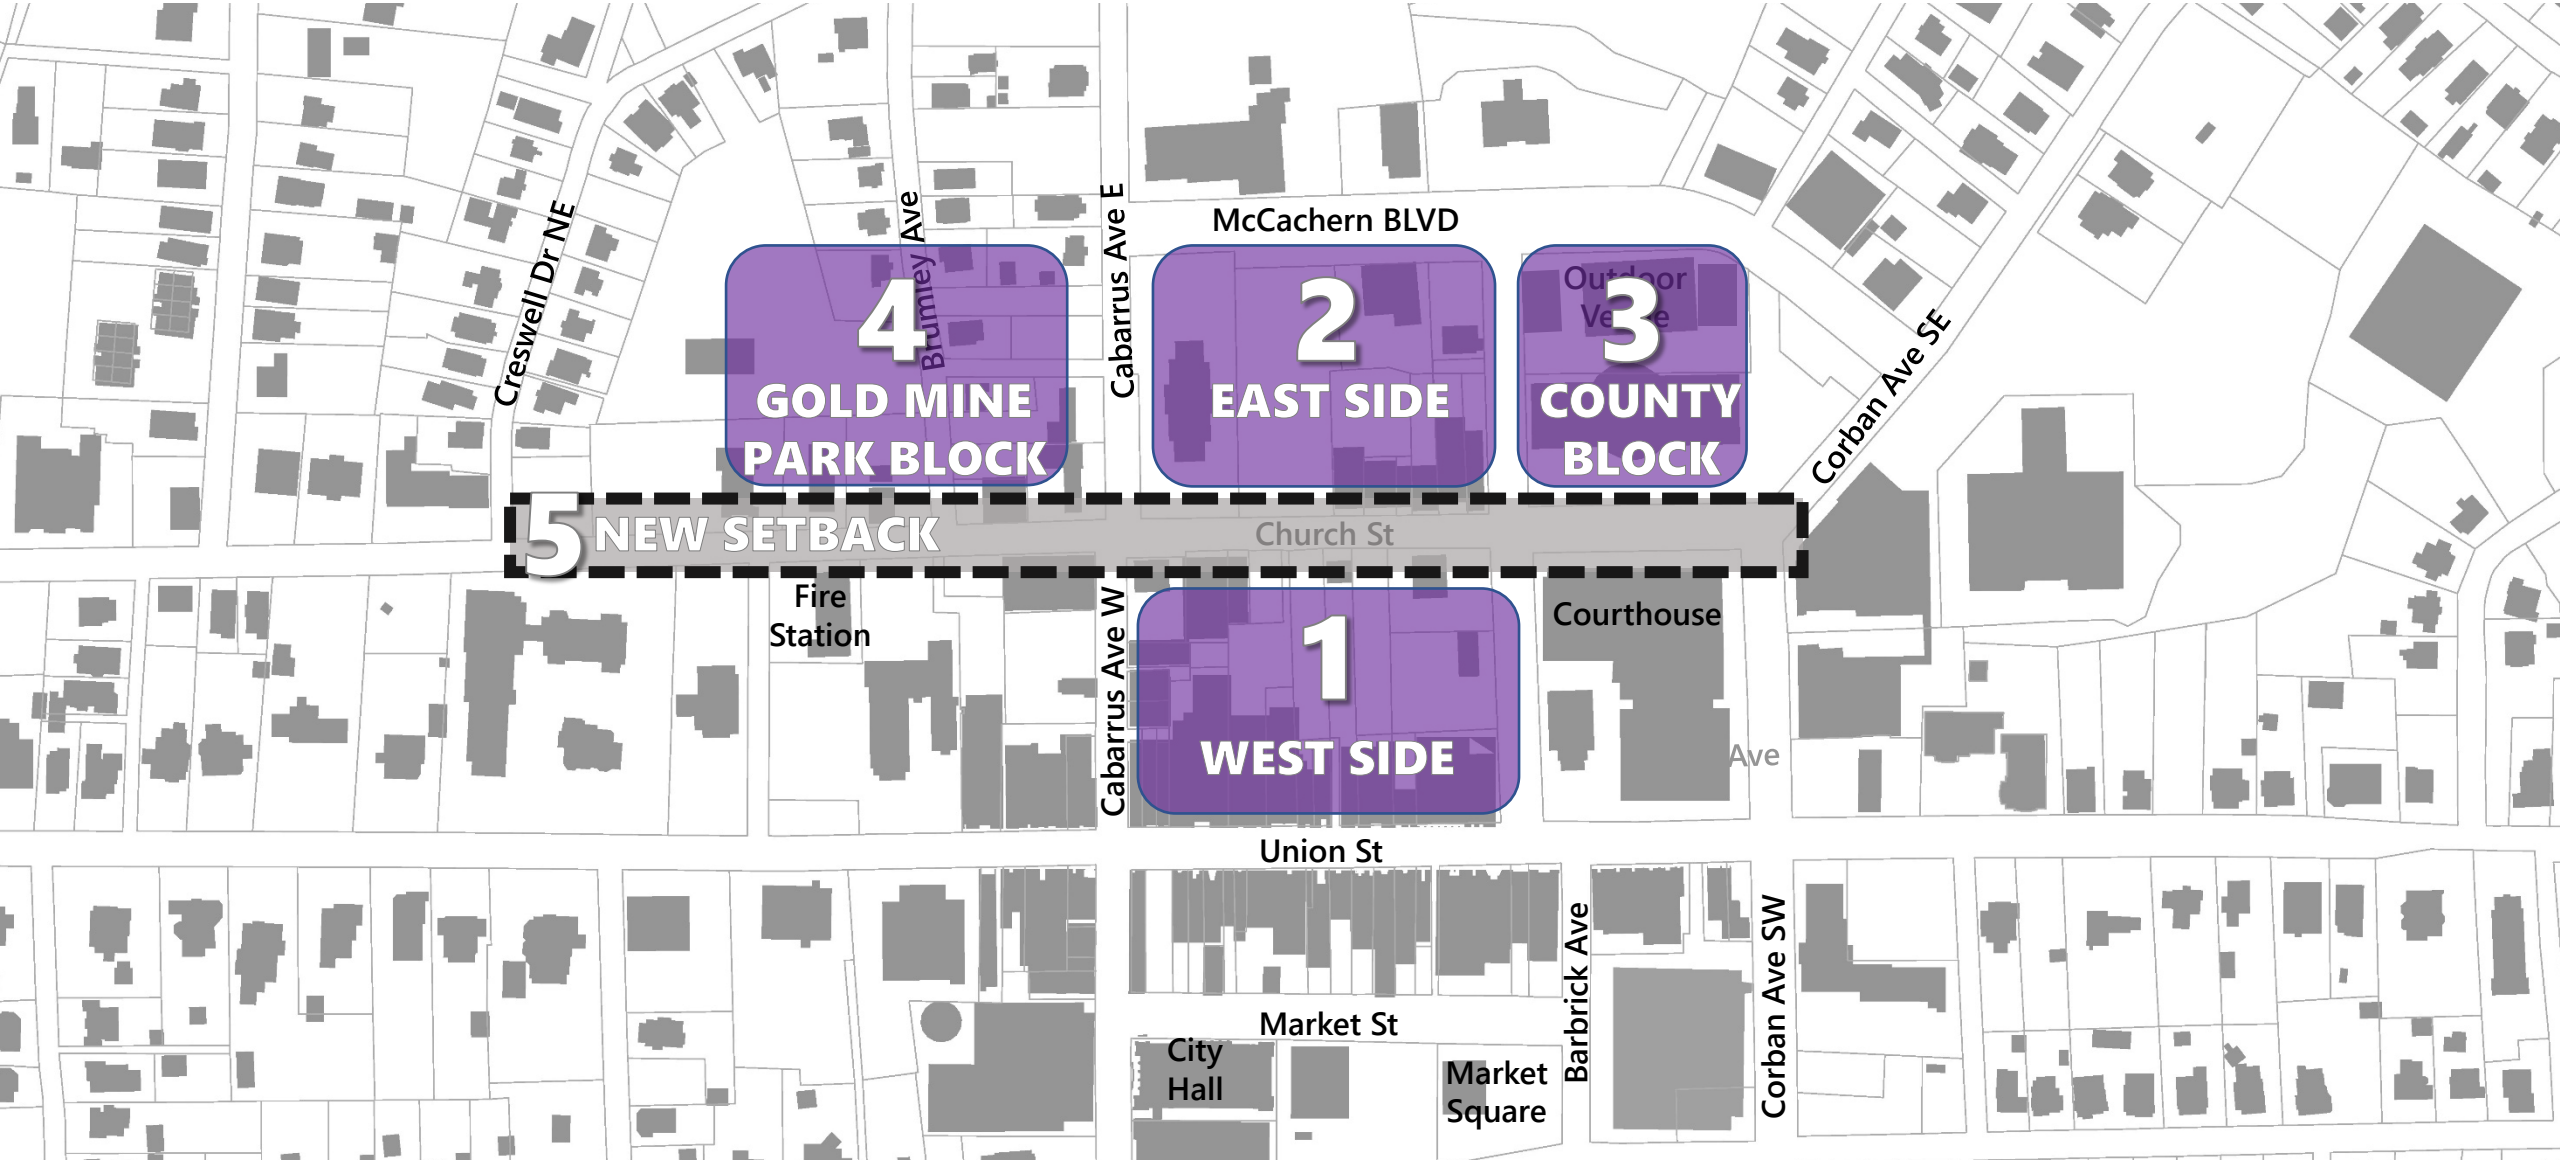 McCachern BLVD
Creswell Dr NE
Brumley Ave
Cabarrus Ave E
4
GOLD MINE
PARK BLOCK
2
EAST SIDE
Outdoor
Venue
3
COUNTY
BLOCK
Corban Ave SE
5 NEW SETBACK
Church St
Fire
Station
Cabarrus Ave W
1
WEST SIDE
Courthouse
Ave
Union St
Barbrick Ave
Corban Ave SW
Market St
City
Hall
Market
Square